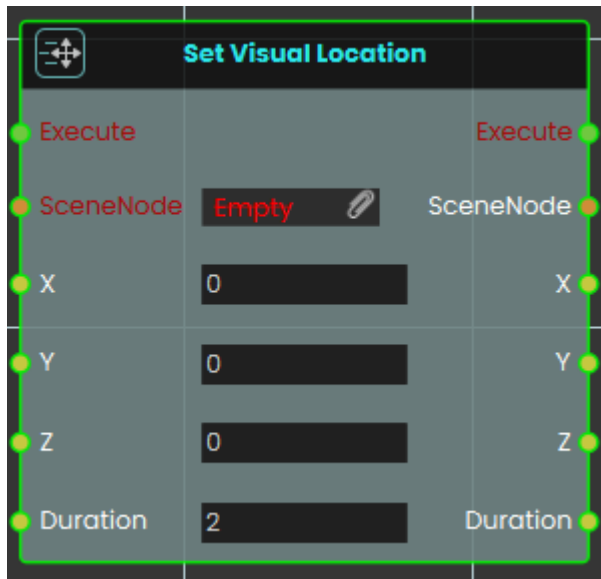 Set Visual Location
Execute Execute
SceneNode Empty SceneNode
X 0 X
Y 0 Y
Z 0 Z
Duration 2 Duration